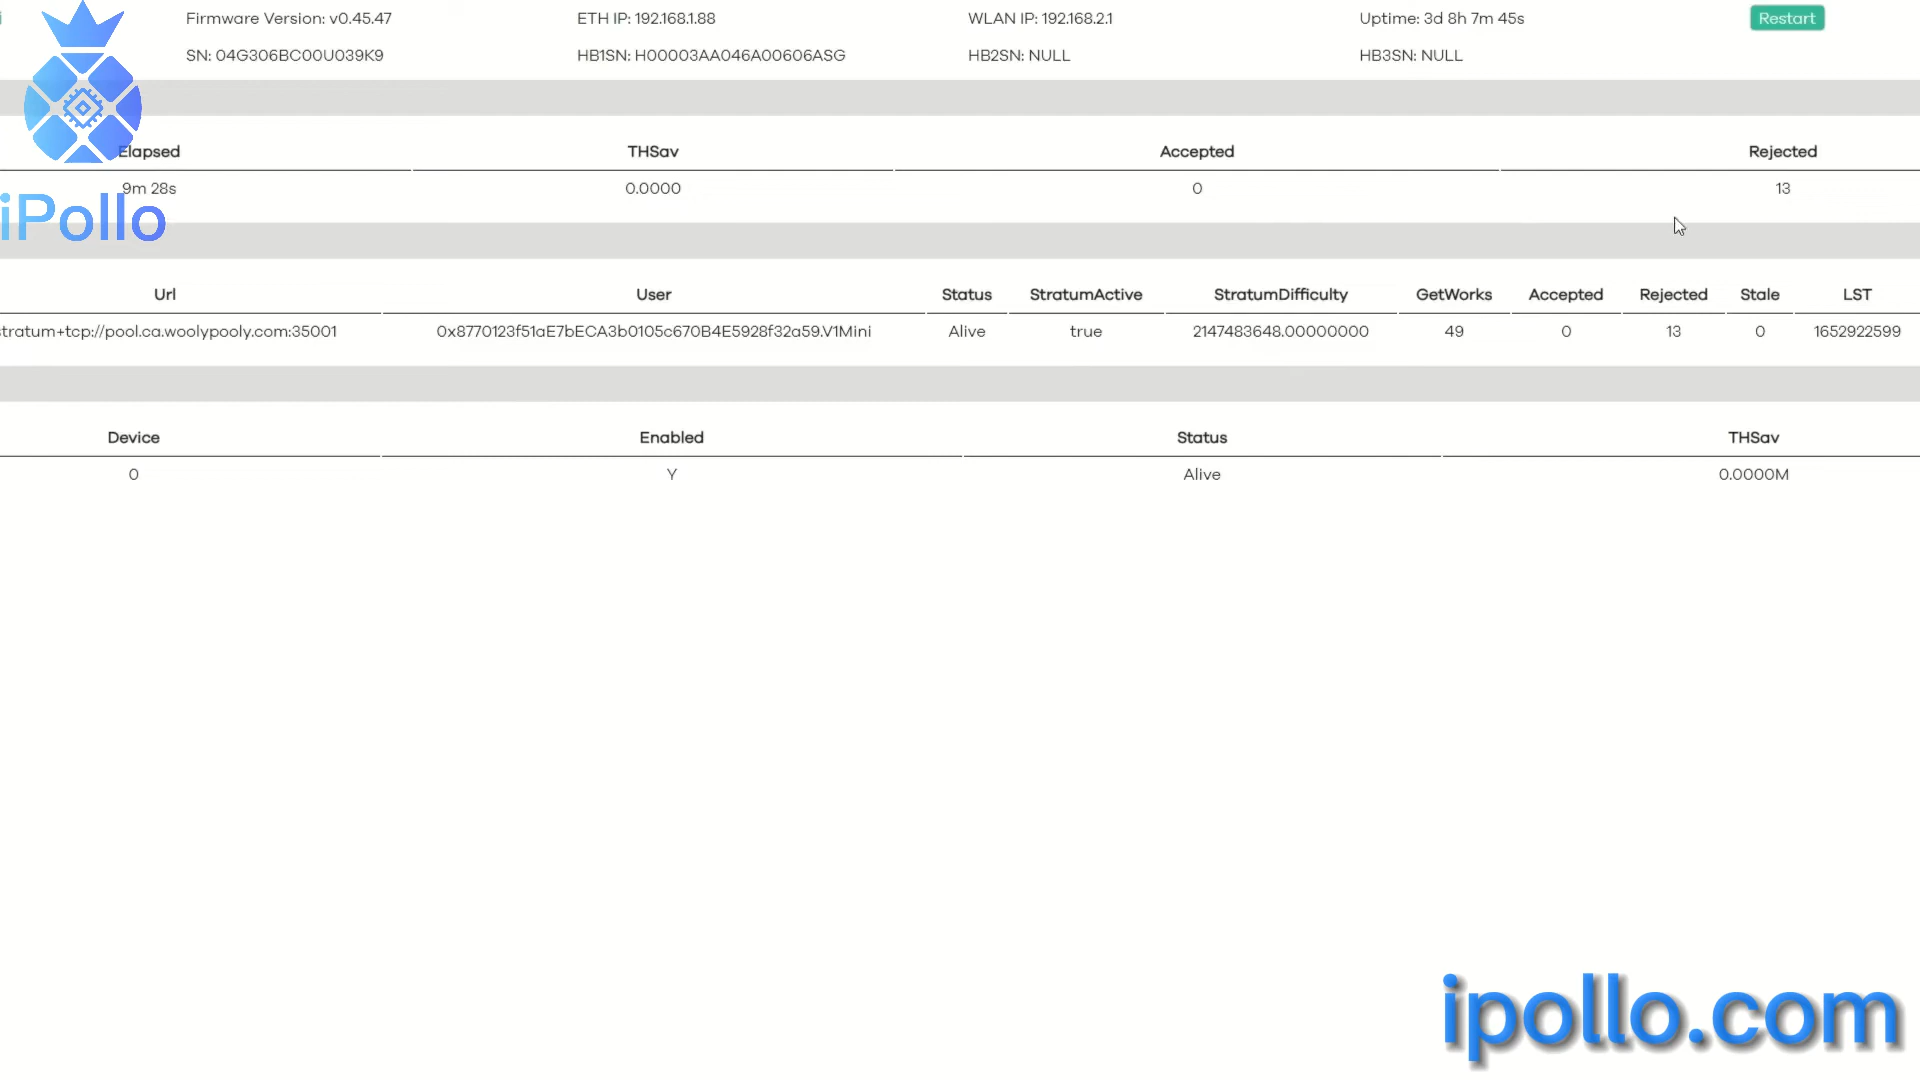 Firmware Version: v0.45.47 ETH IP: 192.168.1.88 WLAN IP: 192.168.2.1 Uptime: 3d 8h 7m 45s Restart
SN: 04G306BC00U039K9 HB1SN: H00003AA046A00606ASG HB2SN: NULL HB3SN: NULL
Elapsed THSav Accepted Rejected
9m 28s 0.0000 0 13
iPollo
Url User Status StratumActive StratumDifficulty GetWorks Accepted Rejected Stale LST
stratum+tcp://pool.ca.woolypooly.com:35001 0x8770123f51aE7bECA3b0105c670B4E5928f32a59.V1Mini Alive true 2147483648.00000000 49 0 13 0 1652922599
Device Enabled Status THSav
0 Y Alive 0.0000M
ipollo.com